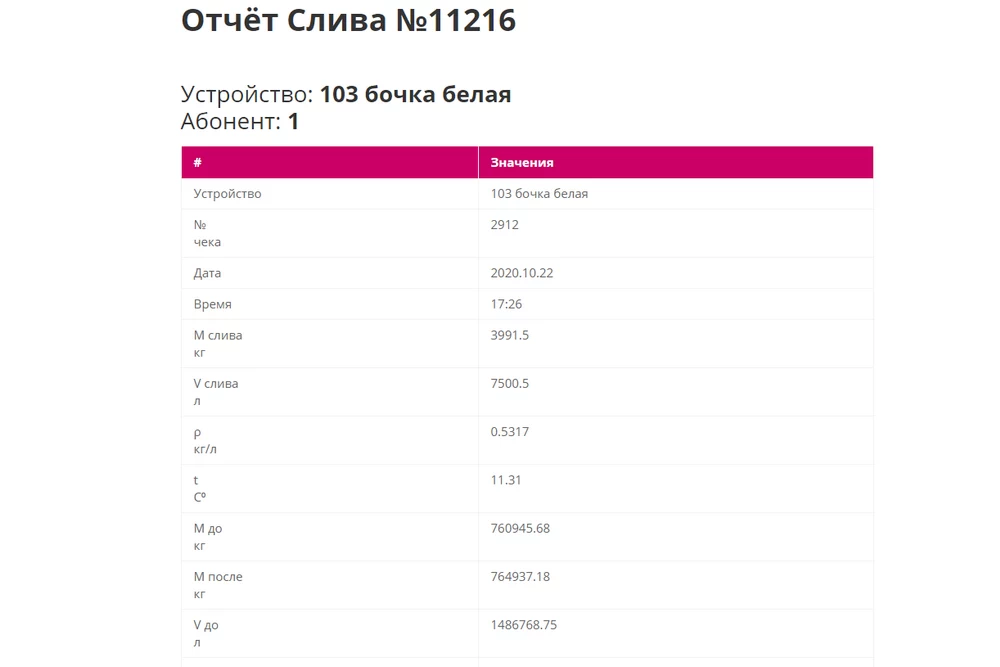 Отчёт Слива №11216
Устройство: 103 бочка белая
Абонент: 1
# Значения
Устройство 103 бочка белая
№ 2912
чека
Дата 2020.10.22
Время 17:26
М слива 3991.5
кг
V слива 7500.5
л
ρ 0.5317
кг/л
t 11.31
Cº
М до 760945.68
кг
М после 764937.18
кг
V до 1486768.75
л